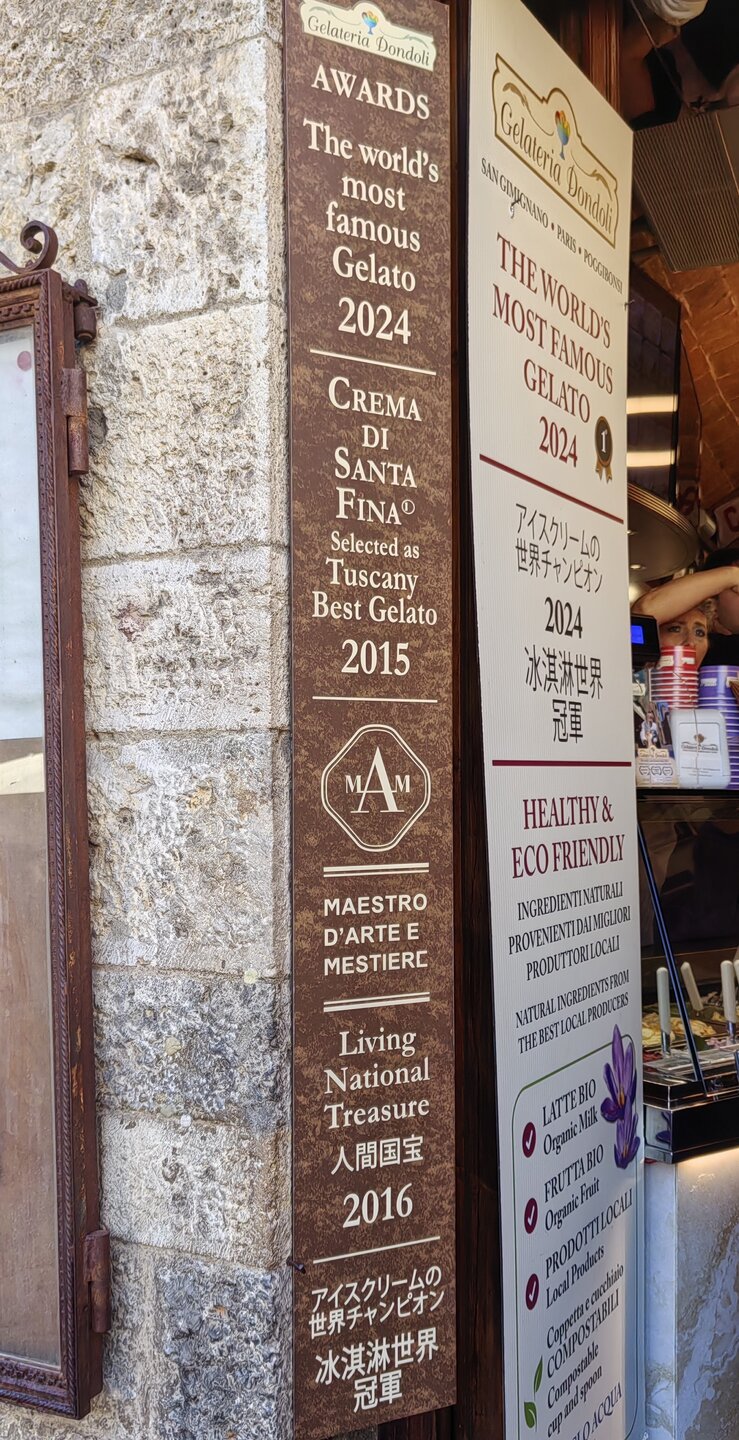 Gelateria Dondoli
AWARDS
The world's
most
famous
Gelato
2024
CREMA
DI
SANTA
FINA
Selected as
Tuscany
Best Gelato
2015
MAM
MAESTRO
D'ARTE E
MESTIERE
Living
National
Treasure
人間国宝
2016
アイスクリームの
世界チャンピオン
冰淇淋世界
冠軍
Gelateria Dondoli
SAN GIMIGNANO • PARIS • POGGIBONSI
THE WORLD'S
MOST FAMOUS
GELATO
2024
1
アイスクリームの
世界チャンピオン
2024
冰淇淋世界
冠軍
HEALTHY &
ECO FRIENDLY
INGREDIENTI NATURALI
PROVENIENTI DAI MIGLIORI
PRODUTTORI LOCALI
NATURAL INGREDIENTS FROM
THE BEST LOCAL PRODUCERS
LATTE BIO
Organic Milk
FRUTTA BIO
Organic Fruit
PRODOTTI LOCALI
Local Products
Coppetta e cucchiaio
COMPOSTABILI
Compostable
cup and spoon
ACQUA